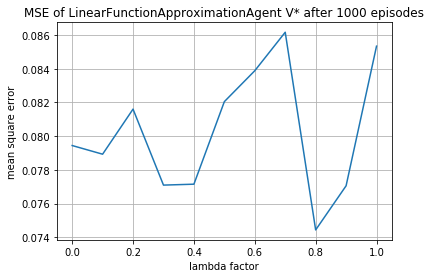 MSE of LinearFunctionApproximationAgent V* after 1000 episodes
mean square error
0.086
0.084
0.082
0.080
0.078
0.076
0.074
0.0 0.2 0.4 0.6 0.8 1.0
lambda factor